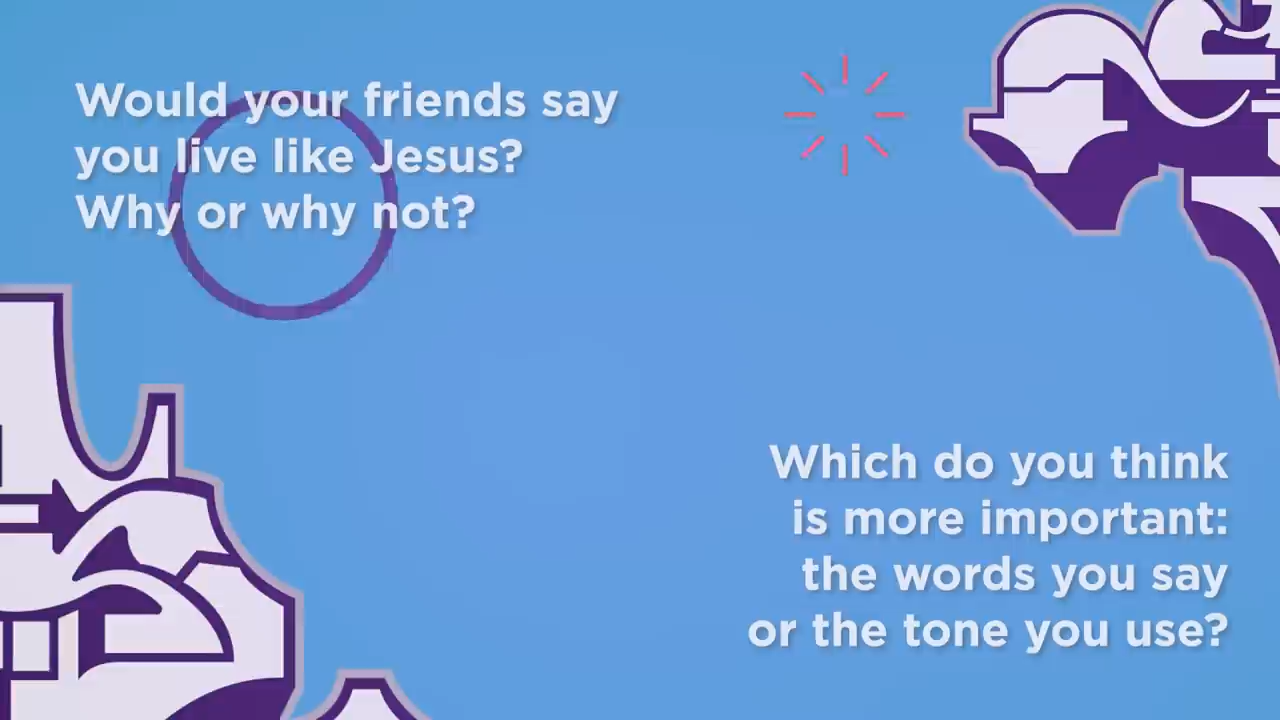 Would your friends say
you live like Jesus?
Why or why not?
Which do you think
is more important:
the words you say
or the tone you use?